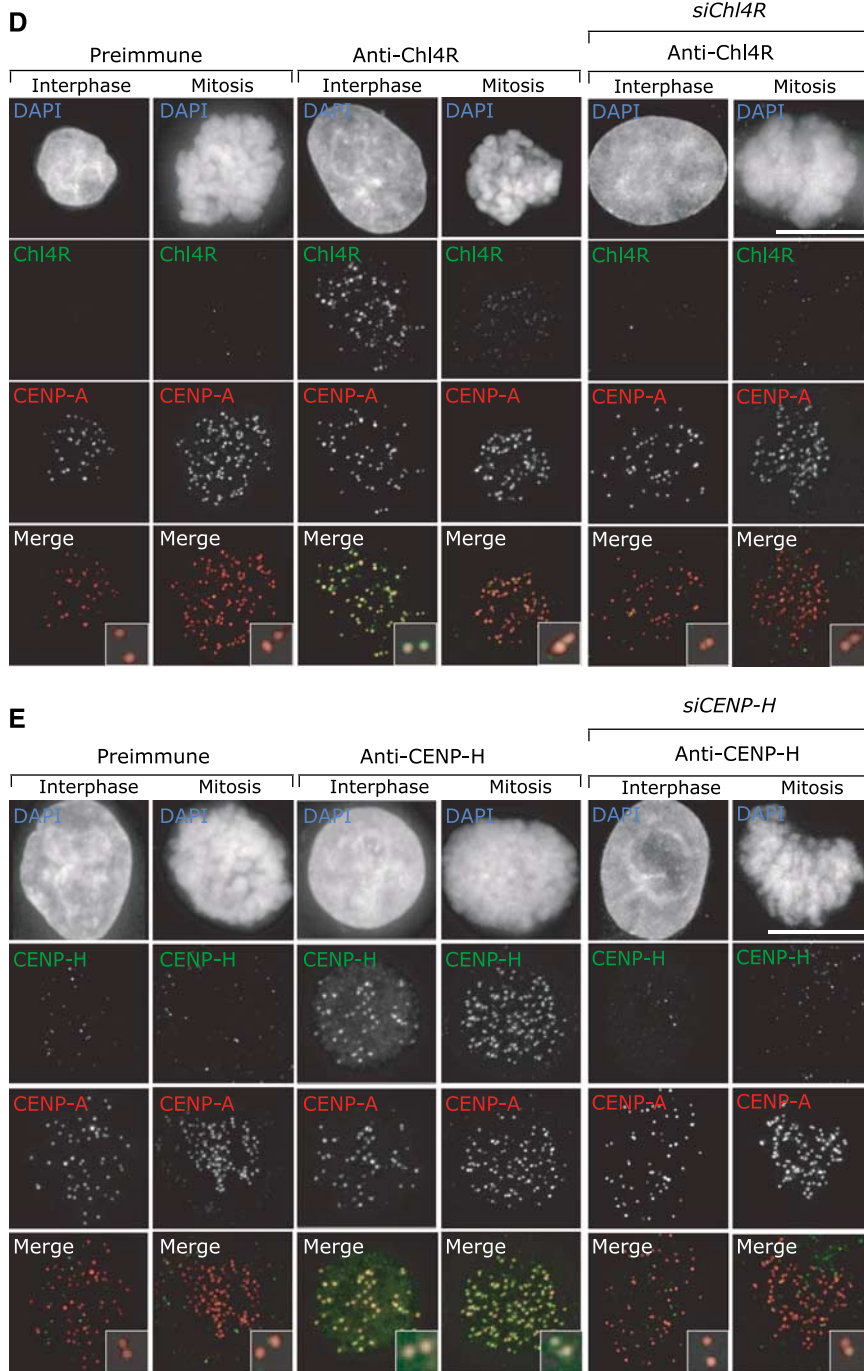 D
siChl4R
Preimmune Anti-Chl4R Anti-Chl4R
Interphase Mitosis Interphase Mitosis Interphase Mitosis
DAPI DAPI DAPI DAPI DAPI DAPI
Chl4R Chl4R Chl4R Chl4R Chl4R Chl4R
CENP-A CENP-A CENP-A CENP-A CENP-A CENP-A
Merge Merge Merge Merge Merge Merge
E
siCENP-H
Preimmune Anti-CENP-H Anti-CENP-H
Interphase Mitosis Interphase Mitosis Interphase Mitosis
DAPI DAPI DAPI DAPI DAPI DAPI
CENP-H CENP-H CENP-H CENP-H CENP-H CENP-H
CENP-A CENP-A CENP-A CENP-A CENP-A CENP-A
Merge Merge Merge Merge Merge Merge